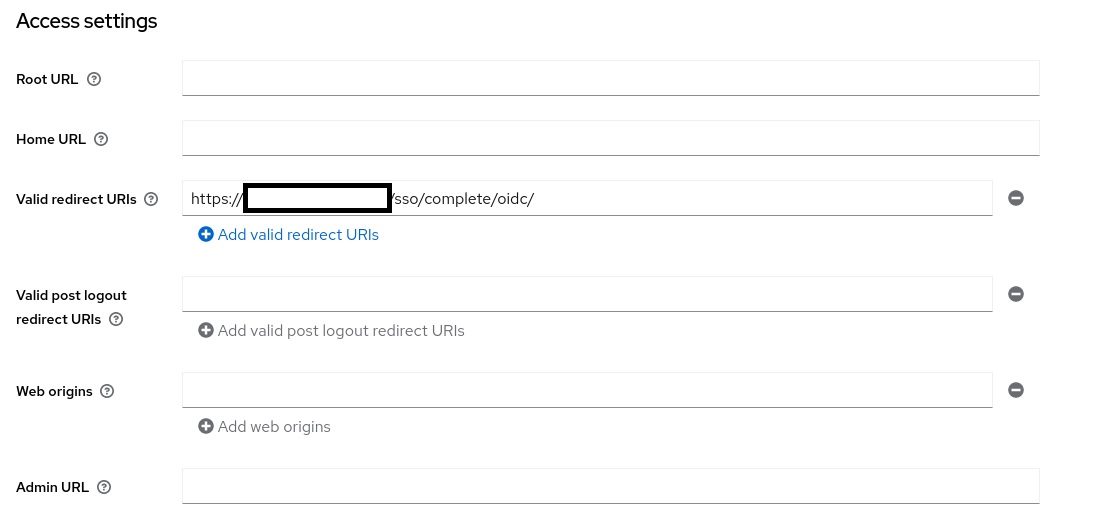 Access settings
Root URL
Home URL
Valid redirect URIs
https:// /sso/complete/oidc/
Add valid redirect URIs
Valid post logout
redirect URIs
Add valid post logout redirect URIs
Web origins
Add web origins
Admin URL